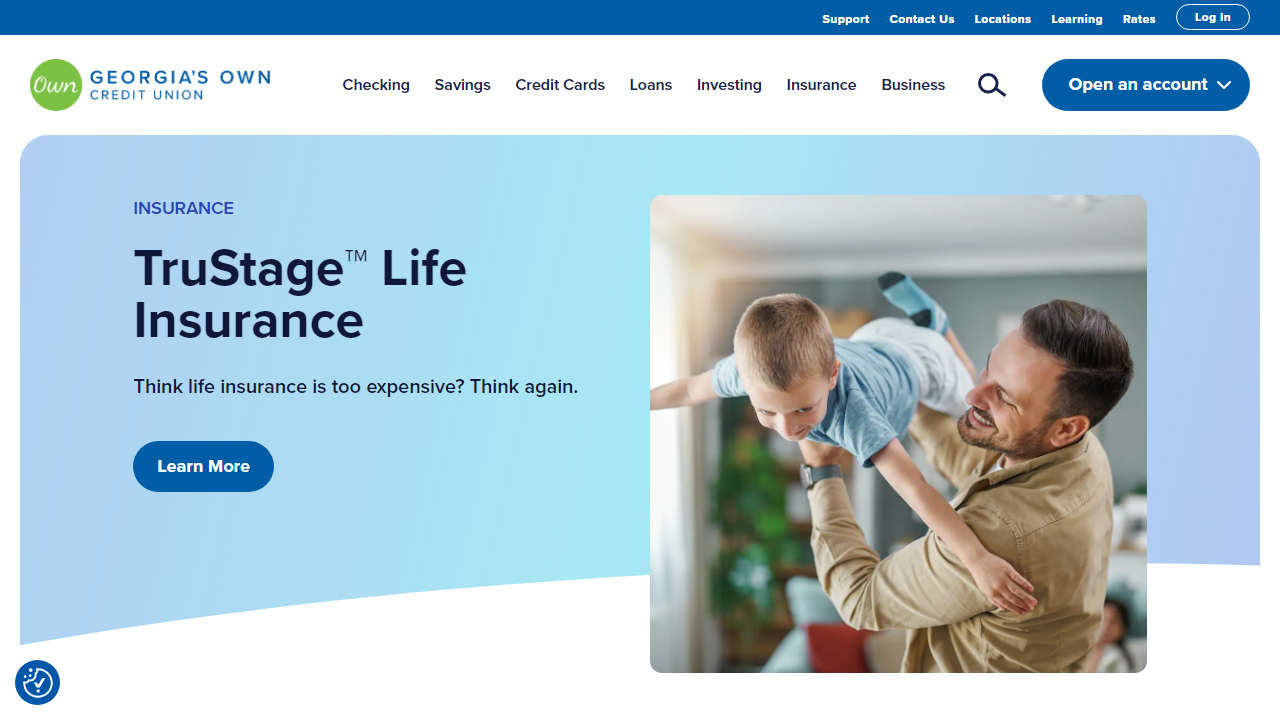 Support Contact Us Locations Learning Rates Log In
Own GEORGIA'S OWN
CREDIT UNION
Checking Savings Credit Cards Loans Investing Insurance Business Open an account
INSURANCE
TruStage™ Life
Insurance
Think life insurance is too expensive? Think again.
Learn More